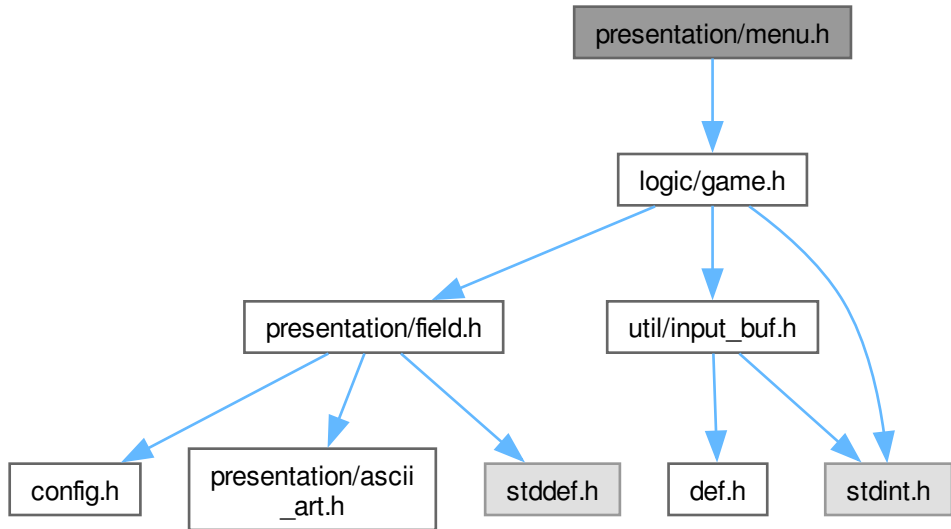 presentation/menu.h
logic/game.h
presentation/field.h
util/input_buf.h
config.h
presentation/ascii
_art.h
stddef.h
def.h
stdint.h